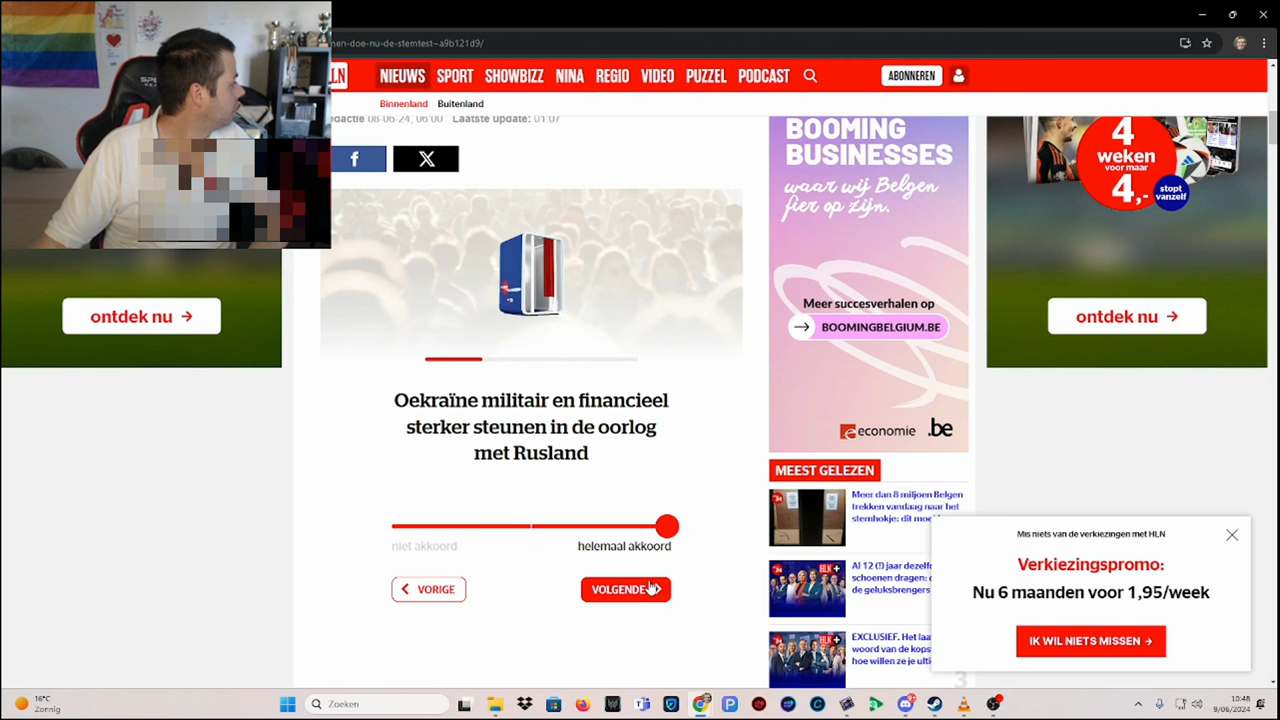 nen-doe-nu-de-stemtest~a9b121d9/
NIEUWS SPORT SHOWBIZZ NINA REGIO VIDEO PUZZEL PODCAST
ABONNEREN
Binnenland Buitenland
08-06-24, 06:00 Laatste update: 01:07
Oekraïne militair en financieel
sterker steunen in de oorlog
met Rusland
niet akkoord helemaal akkoord
VORIGE
VOLGENDE
ontdek nu →
BOOMING
BUSINESSES
waar wij Belgen
fier op zijn.
Meer succesverhalen op
→ BOOMINGBELGIUM.BE
economie .be
4
weken
voor maar
4,-
stopt
vanzelf
ontdek nu →
MEEST GELEZEN
Meer dan 8 miljoen Belgen
trekken vandaag naar het
stemhokje: dit
Al 12 (!) jaar
schoenen dragen:
de geluksbrengers
EXCLUSIEF. Het
woord van de
hoe willen ze je
3
Mis niets van de verkiezingen met HLN
Verkiezingspromo:
Nu 6 maanden voor 1,95/week
IK WIL NIETS MISSEN →
16°C
Zonnig
Zoeken
10:48
9/06/2024